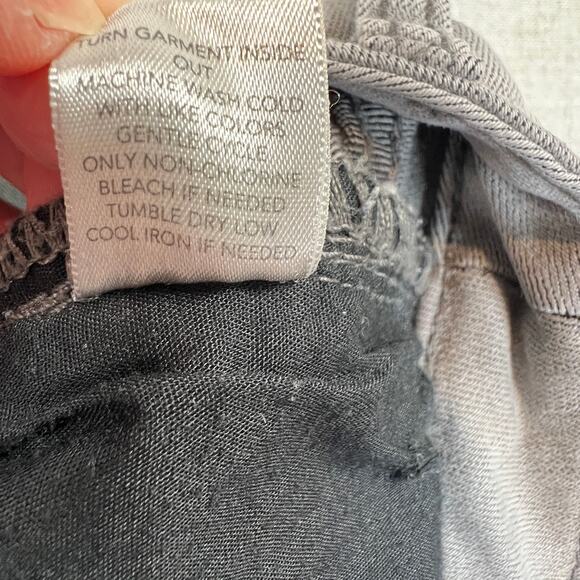 TURN GARMENT INSIDE
OUT
MACHINE WASH COLD
WITH LIKE COLORS
GENTLE CYCLE
ONLY NON-CHLORINE
BLEACH IF NEEDED
TUMBLE DRY LOW
COOL IRON IF NEEDED